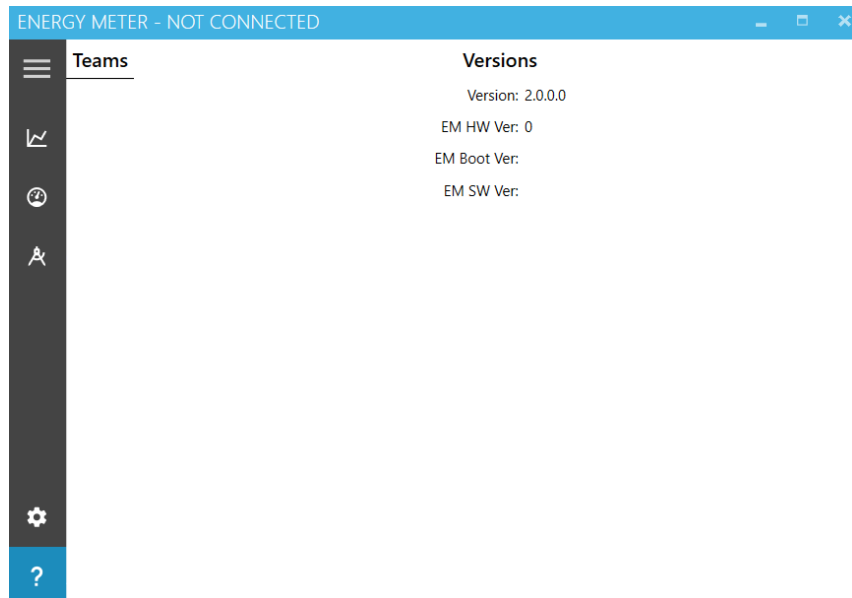 ENERGY METER - NOT CONNECTED
Teams
Versions
Version: 2.0.0.0
EM HW Ver: 0
EM Boot Ver:
EM SW Ver:
?